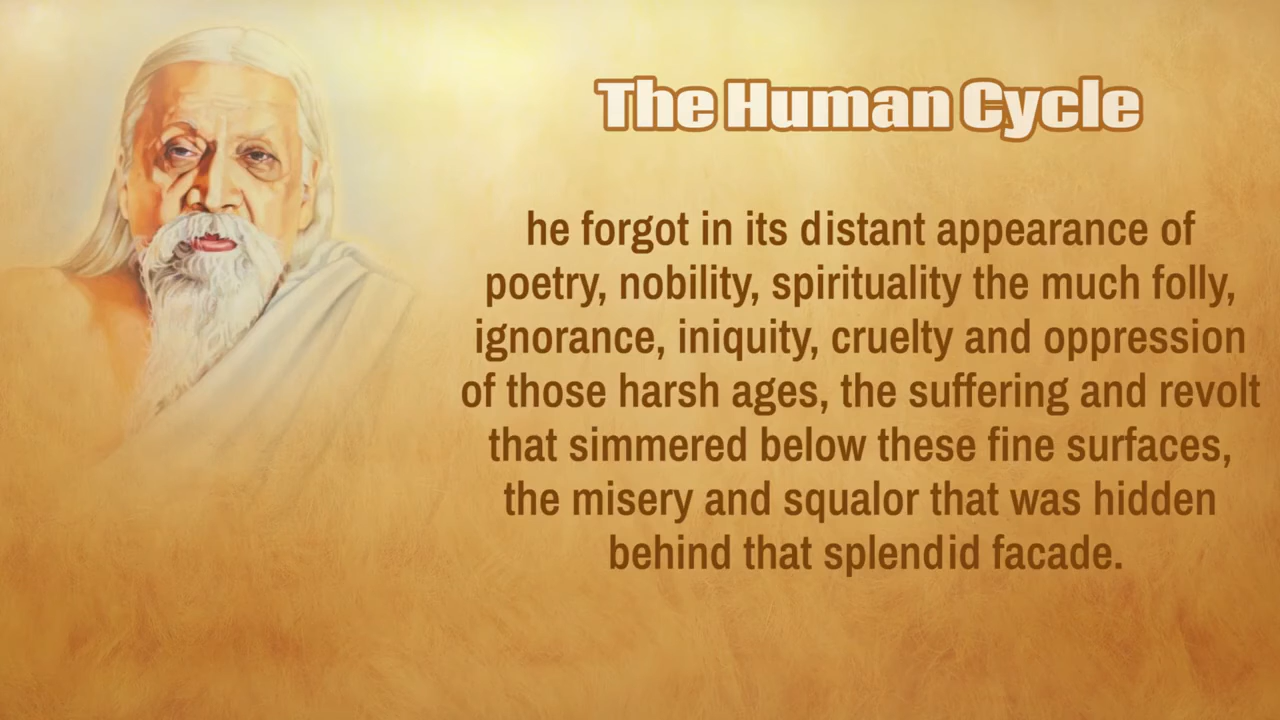 The Human Cycle
he forgot in its distant appearance of
poetry, nobility, spirituality the much folly,
ignorance, iniquity, cruelty and oppression
of those harsh ages, the suffering and revolt
that simmered below these fine surfaces,
the misery and squalor that was hidden
behind that splendid facade.